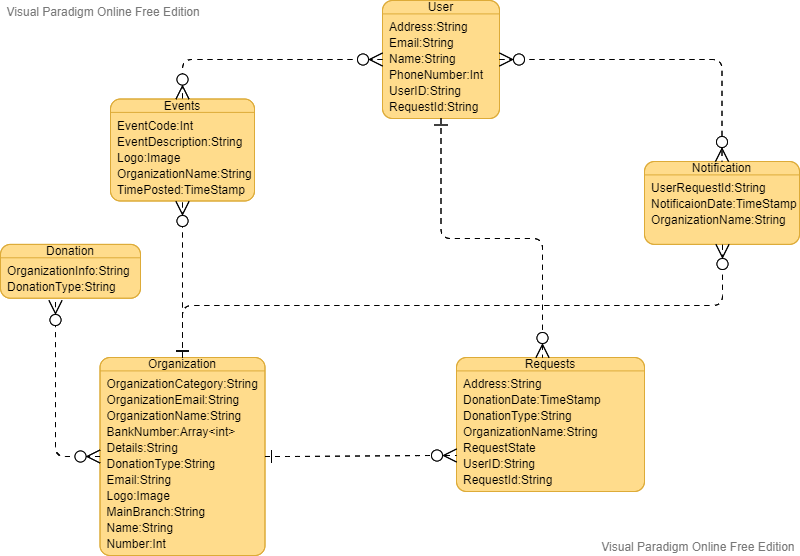 Visual Paradigm Online Free Edition
User
Address:String
Email:String
Name:String
PhoneNumber:Int
UserID:String
RequestId:String
Events
EventCode:Int
EventDescription:String
Logo:Image
OrganizationName:String
TimePosted:TimeStamp
Notification
UserRequestId:String
NotificaionDate:TimeStamp
OrganizationName:String
Donation
OrganizationInfo:String
DonationType:String
Organization
OrganizationCategory:String
OrganizationEmail:String
OrganizationName:String
BankNumber:Array<int>
Details:String
DonationType:String
Email:String
Logo:Image
MainBranch:String
Name:String
Number:Int
Requests
Address:String
DonationDate:TimeStamp
DonationType:String
OrganizationName:String
RequestState
UserID:String
RequestId:String
Visual Paradigm Online Free Edition